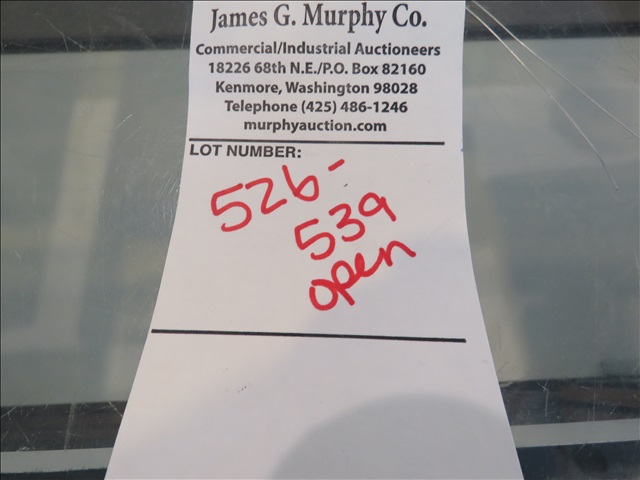 James G. Murphy Co.
Commercial/Industrial Auctioneers
18226 68th N.E./P.O. Box 82160
Kenmore, Washington 98028
Telephone (425) 486-1246
murphyauction.com
LOT NUMBER:
526-
539
open